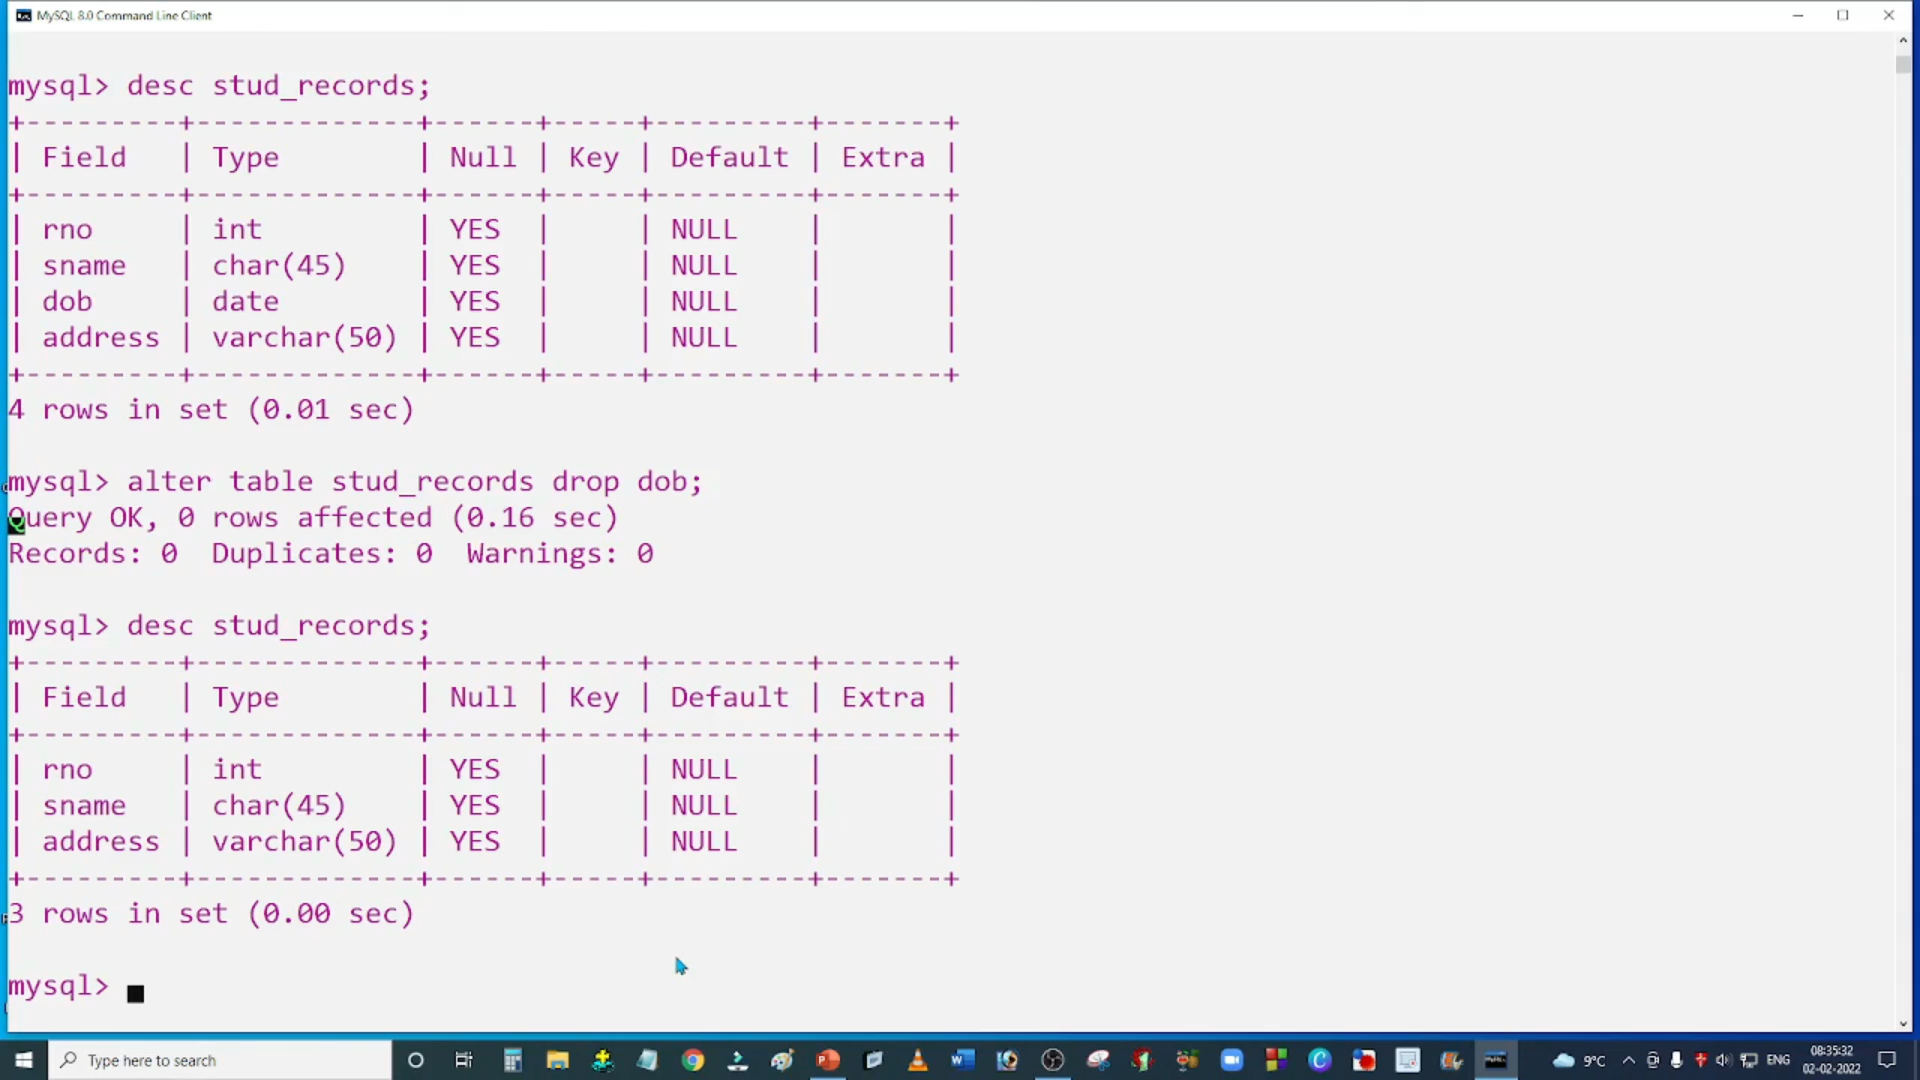 MySQL 8.0 Command Line Client
mysql> desc stud_records;
+---------+-------------+------+-----+---------+-------+
| Field   | Type        | Null | Key | Default | Extra |
+---------+-------------+------+-----+---------+-------+
| rno     | int         | YES  |     | NULL    |       |
| sname   | char(45)    | YES  |     | NULL    |       |
| dob     | date        | YES  |     | NULL    |       |
| address | varchar(50) | YES  |     | NULL    |       |
+---------+-------------+------+-----+---------+-------+
4 rows in set (0.01 sec)
mysql> alter table stud_records drop dob;
Query OK, 0 rows affected (0.16 sec)
Records: 0  Duplicates: 0  Warnings: 0
mysql> desc stud_records;
+---------+-------------+------+-----+---------+-------+
| Field   | Type        | Null | Key | Default | Extra |
+---------+-------------+------+-----+---------+-------+
| rno     | int         | YES  |     | NULL    |       |
| sname   | char(45)    | YES  |     | NULL    |       |
| address | varchar(50) | YES  |     | NULL    |       |
+---------+-------------+------+-----+---------+-------+
3 rows in set (0.00 sec)
mysql>
Type here to search
9°C
ENG
08:35:32
02-02-2022